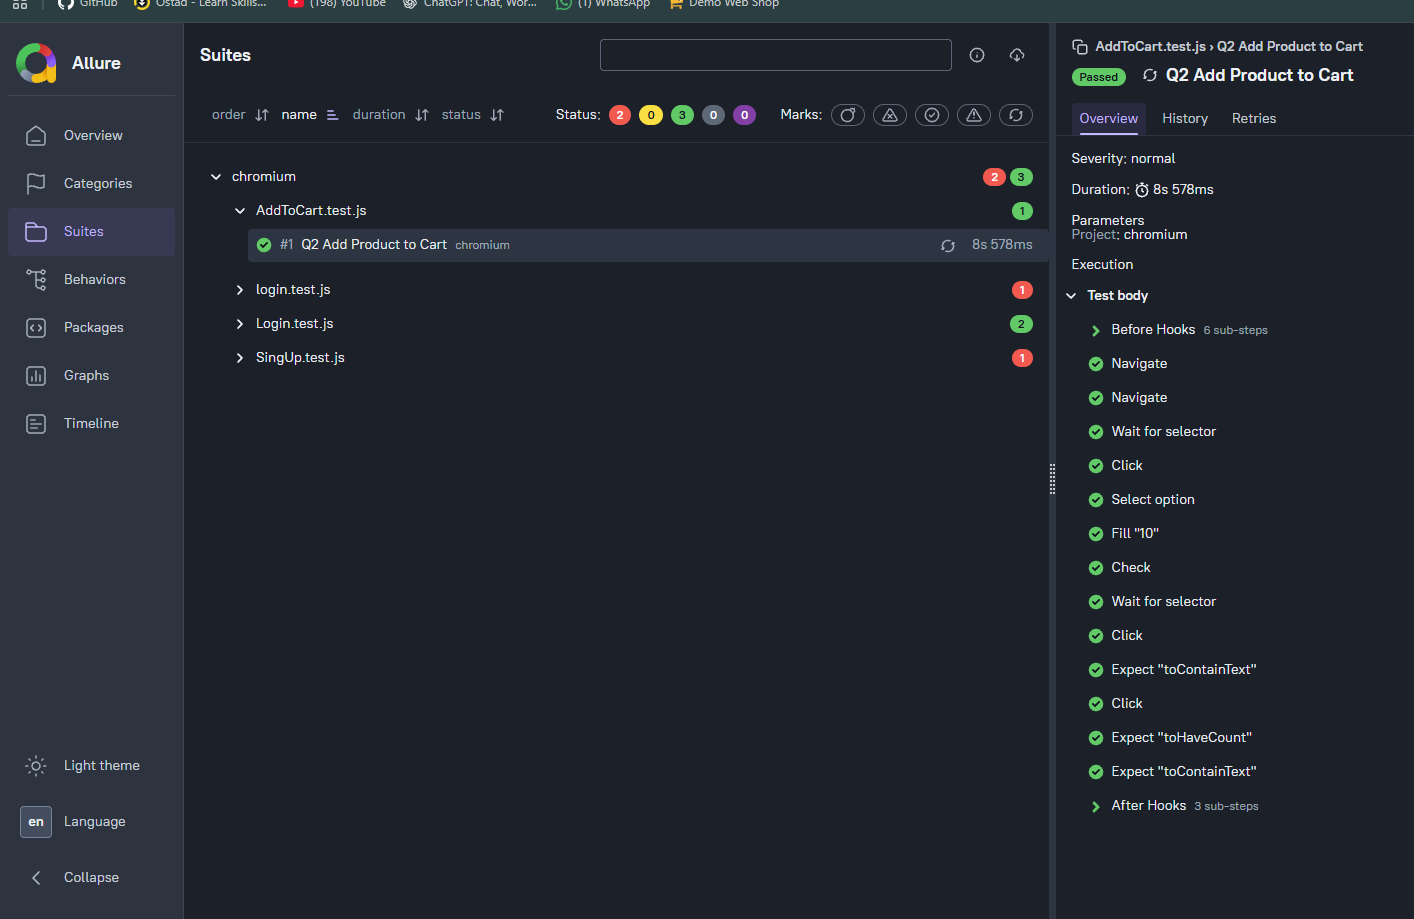 GitHub
Ostad - Learn Skills...
(198) YouTube
ChatGPT: Chat, Wor...
(1) WhatsApp
Demo Web Shop
Allure
Overview
Categories
Suites
Behaviors
Packages
Graphs
Timeline
Light theme
en Language
Collapse
Suites
order name duration status Status: 2 0 3 0 0 Marks:
chromium 2 3
AddToCart.test.js 1
#1 Q2 Add Product to Cart chromium 8s 578ms
login.test.js 1
Login.test.js 2
SingUp.test.js 1
AddToCart.test.js › Q2 Add Product to Cart
Passed Q2 Add Product to Cart
Overview History Retries
Severity: normal
Duration: 8s 578ms
Parameters
Project: chromium
Execution
Test body
Before Hooks 6 sub-steps
Navigate
Navigate
Wait for selector
Click
Select option
Fill "10"
Check
Wait for selector
Click
Expect "toContainText"
Click
Expect "toHaveCount"
Expect "toContainText"
After Hooks 3 sub-steps